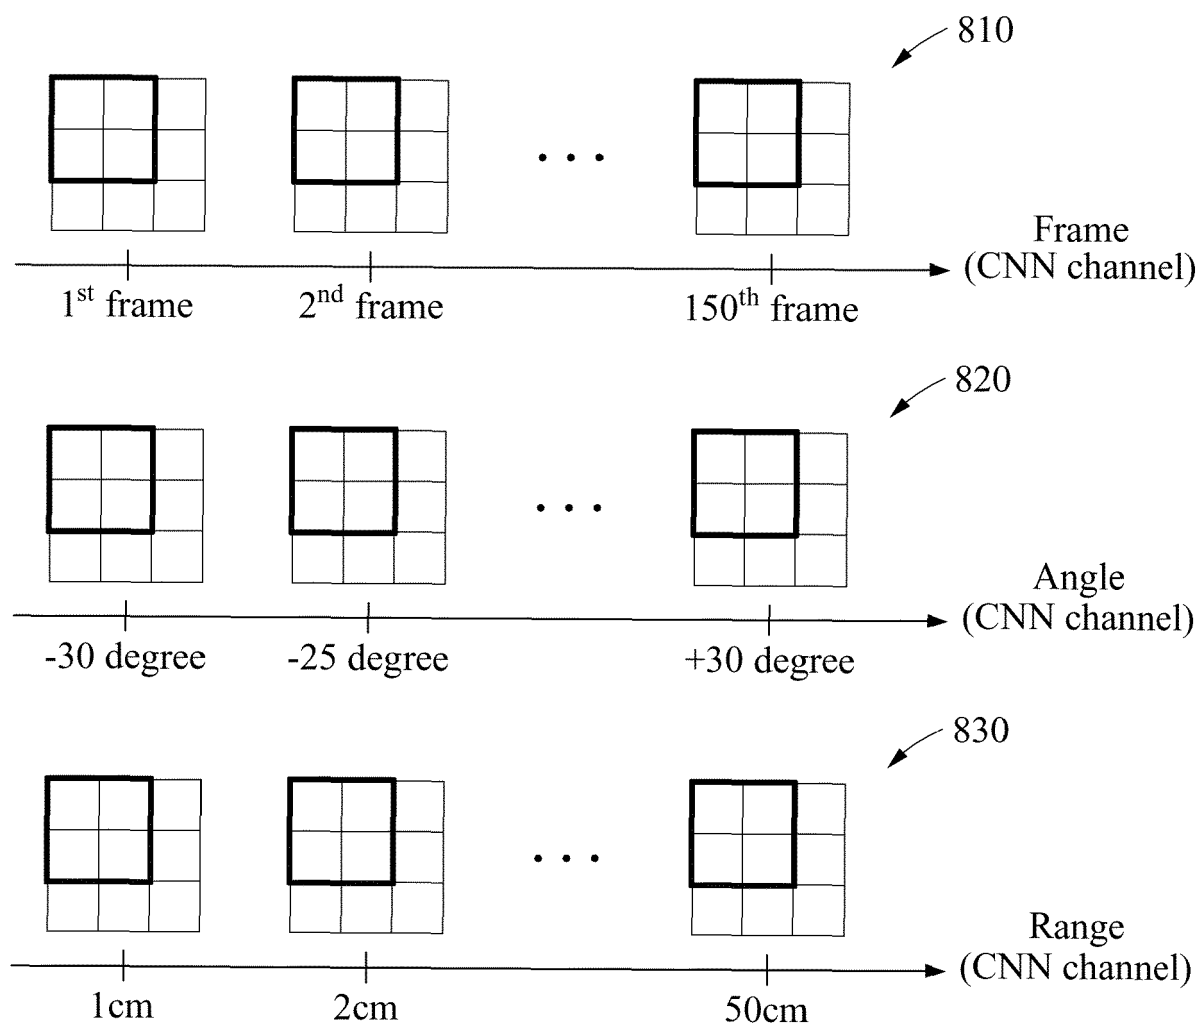 810
Frame
(CNN channel)
1st frame
2nd frame
150th frame
820
Angle
(CNN channel)
-30 degree
-25 degree
+30 degree
830
Range
(CNN channel)
1cm
2cm
50cm